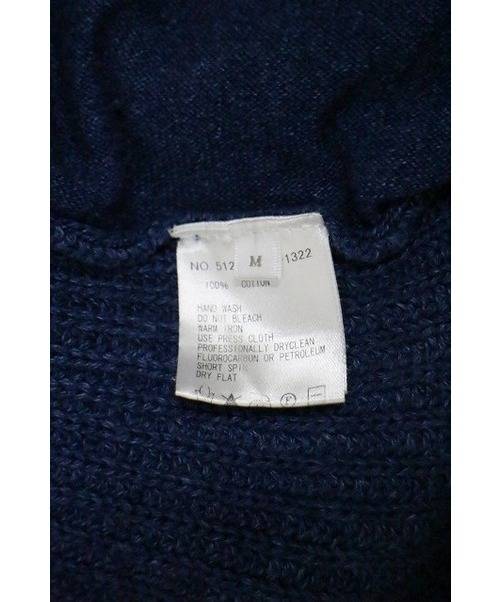 NO. 512 M 1322
100% COTTON
HAND WASH
DO NOT BLEACH
WARM IRON
USE PRESS CLOTH
PROFESSIONALLY DRYCLEAN
FLUOROCARBON OR PETROLEUM
SHORT SPIN
DRY FLAT